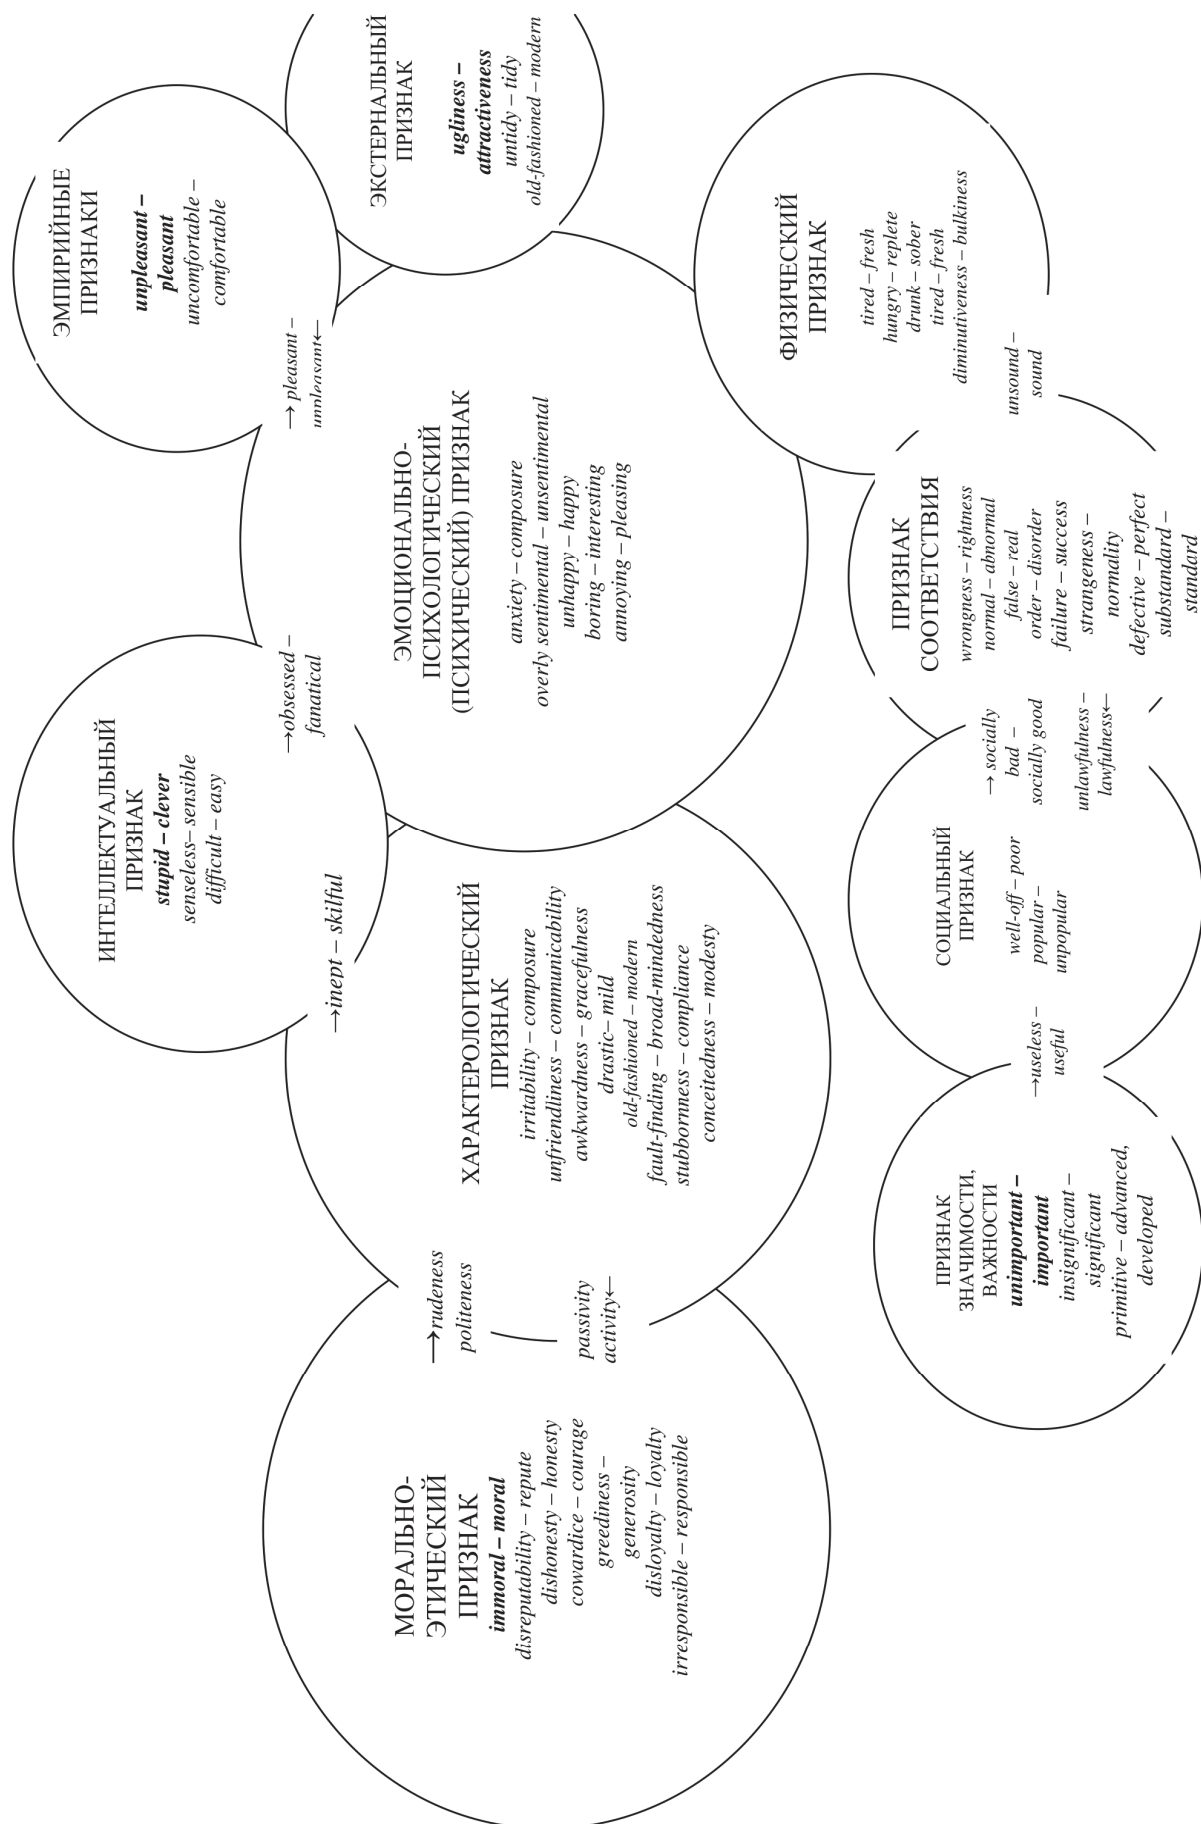 МОРАЛЬНО-
ЭТИЧЕСКИЙ
ПРИЗНАК
immoral – moral
disreputability – repute
dishonesty – honesty
cowardice – courage
greediness –
generosity
disloyalty – loyalty
irresponsible – responsible
→rudeness
politeness
passivity
activity←
ХАРАКТЕРОЛОГИЧЕСКИЙ
ПРИЗНАК
irritability – composure
unfriendliness – communicability
awkwardness – gracefulness
drastic– mild
old-fashioned – modern
fault-finding – broad-mindedness
stubbornness – compliance
conceitedness – modesty
→inept – skilful
ИНТЕЛЛЕКТУАЛЬНЫЙ
ПРИЗНАК
stupid – clever
senseless– sensible
difficult – easy
→obsessed –
fanatical
ЭМОЦИОНАЛЬНО-
ПСИХОЛОГИЧЕСКИЙ
(ПСИХИЧЕСКИЙ) ПРИЗНАК
anxiety – composure
overly sentimental – unsentimental
unhappy – happy
boring – interesting
annoying – pleasing
→ pleasant –
unpleasant←
ЭМПИРИЙНЫЕ
ПРИЗНАКИ
unpleasant –
pleasant
uncomfortable –
comfortable
ЭКСТЕРНАЛЬНЫЙ
ПРИЗНАК
ugliness –
attractiveness
untidy – tidy
old-fashioned – modern
ФИЗИЧЕСКИЙ
ПРИЗНАК
tired – fresh
hungry – replete
drunk – sober
tired – fresh
diminutiveness – bulkiness
unsound –
sound
ПРИЗНАК
СООТВЕТСТВИЯ
wrongness – rightness
normal – abnormal
false – real
order – disorder
failure – success
strangeness –
normality
defective – perfect
substandard –
standard
→ socially
bad –
socially good
unlawfulness –
lawfulness←
СОЦИАЛЬНЫЙ
ПРИЗНАК
well-off – poor
popular –
unpopular
→useless –
useful
ПРИЗНАК
ЗНАЧИМОСТИ,
ВАЖНОСТИ
unimportant –
important
insignificant –
significant
primitive – advanced,
developed